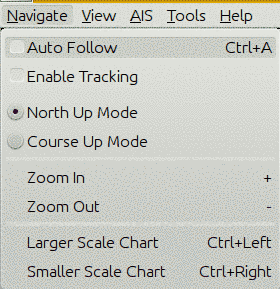 Navigate View AIS Tools Help
Auto Follow Ctrl+A
Enable Tracking
North Up Mode
Course Up Mode
Zoom In +
Zoom Out -
Larger Scale Chart Ctrl+Left
Smaller Scale Chart Ctrl+Right